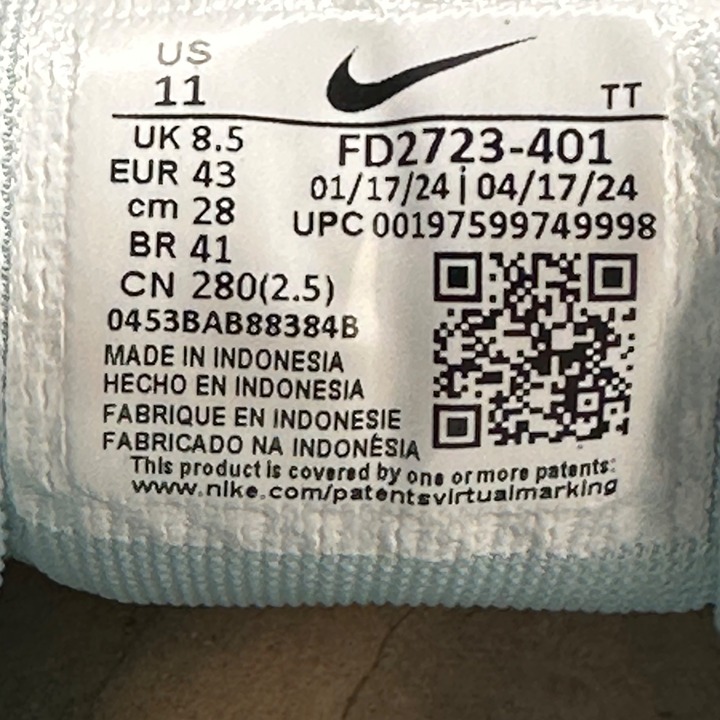 US
11
TT
UK 8.5
EUR 43
cm 28
BR 41
CN 280(2.5)
FD2723-401
01/17/24 | 04/17/24
UPC 00197599749998
0453BAB88384B
MADE IN INDONESIA
HECHO EN INDONESIA
FABRIQUE EN INDONESIE
FABRICADO NA INDONÉSIA
This product is covered by one or more patents:
www.nike.com/patentsvirtualmarking